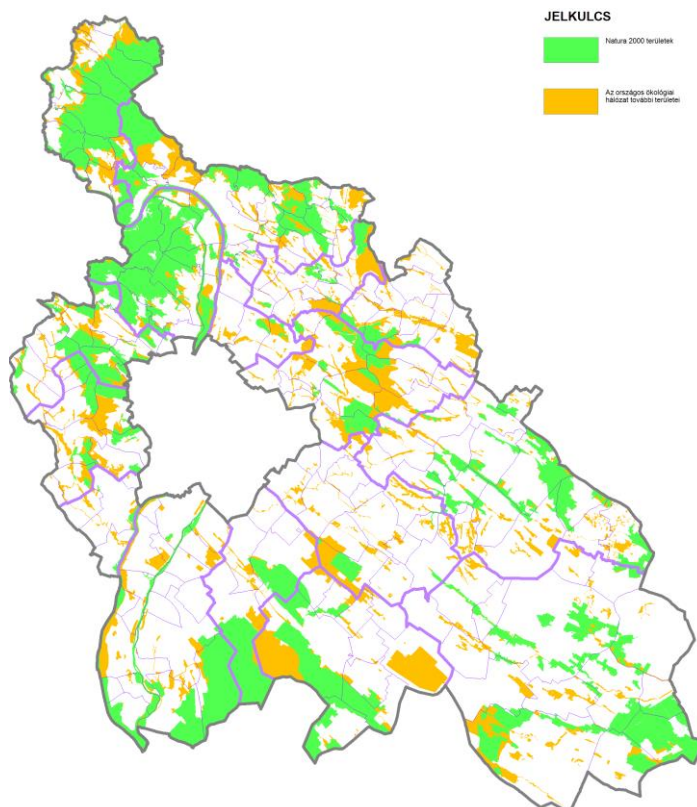 JELKULCS
Natura 2000 területek
Az országos ökológiai
hálózat további területei